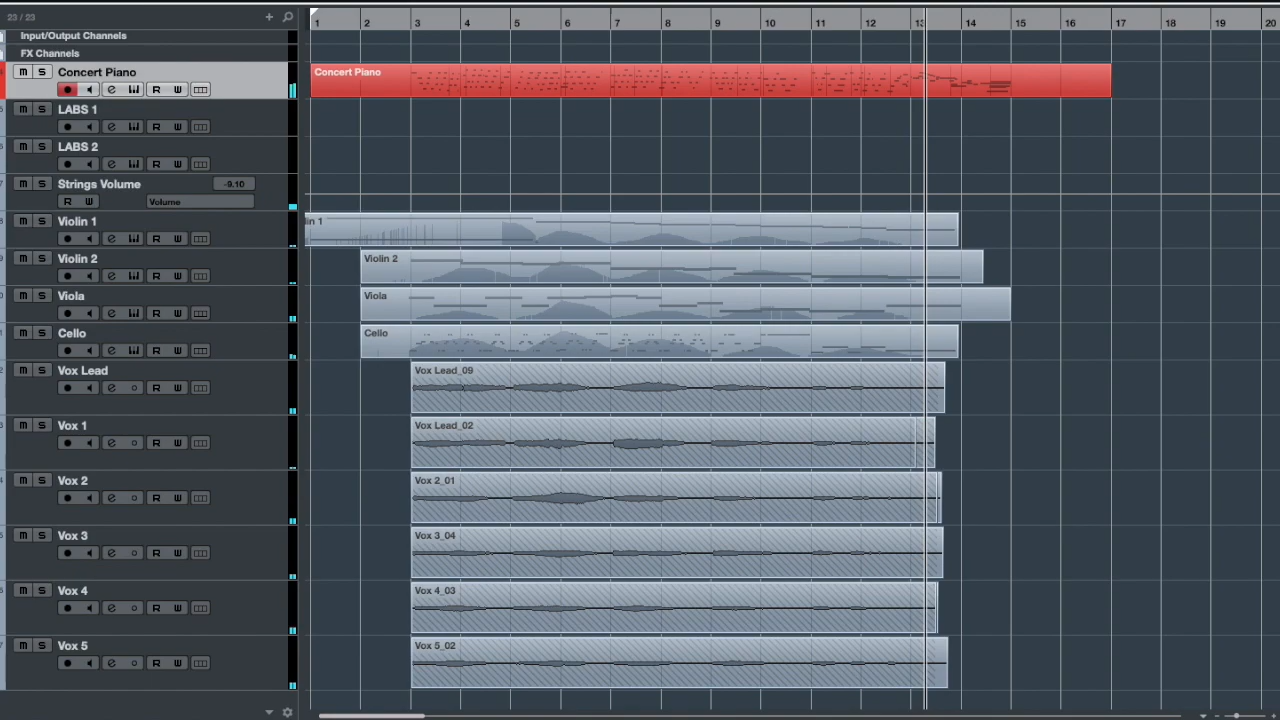 23 / 23
1 2 3 4 5 6 7 8 9 10 11 12 13 14 15 16 17 18 19 20
Input/Output Channels
FX Channels
M S Concert Piano
R W
Concert Piano
M S LABS 1
R W
M S LABS 2
R W
M S Strings Volume -9.10
R W Volume
M S Violin 1
R W
lin 1
M S Violin 2
R W
Violin 2
M S Viola
R W
Viola
M S Cello
R W
Cello
M S Vox Lead
R W
Vox Lead_09
M S Vox 1
R W
Vox Lead_02
M S Vox 2
R W
Vox 2_01
M S Vox 3
R W
Vox 3_04
M S Vox 4
R W
Vox 4_03
M S Vox 5
R W
Vox 5_02